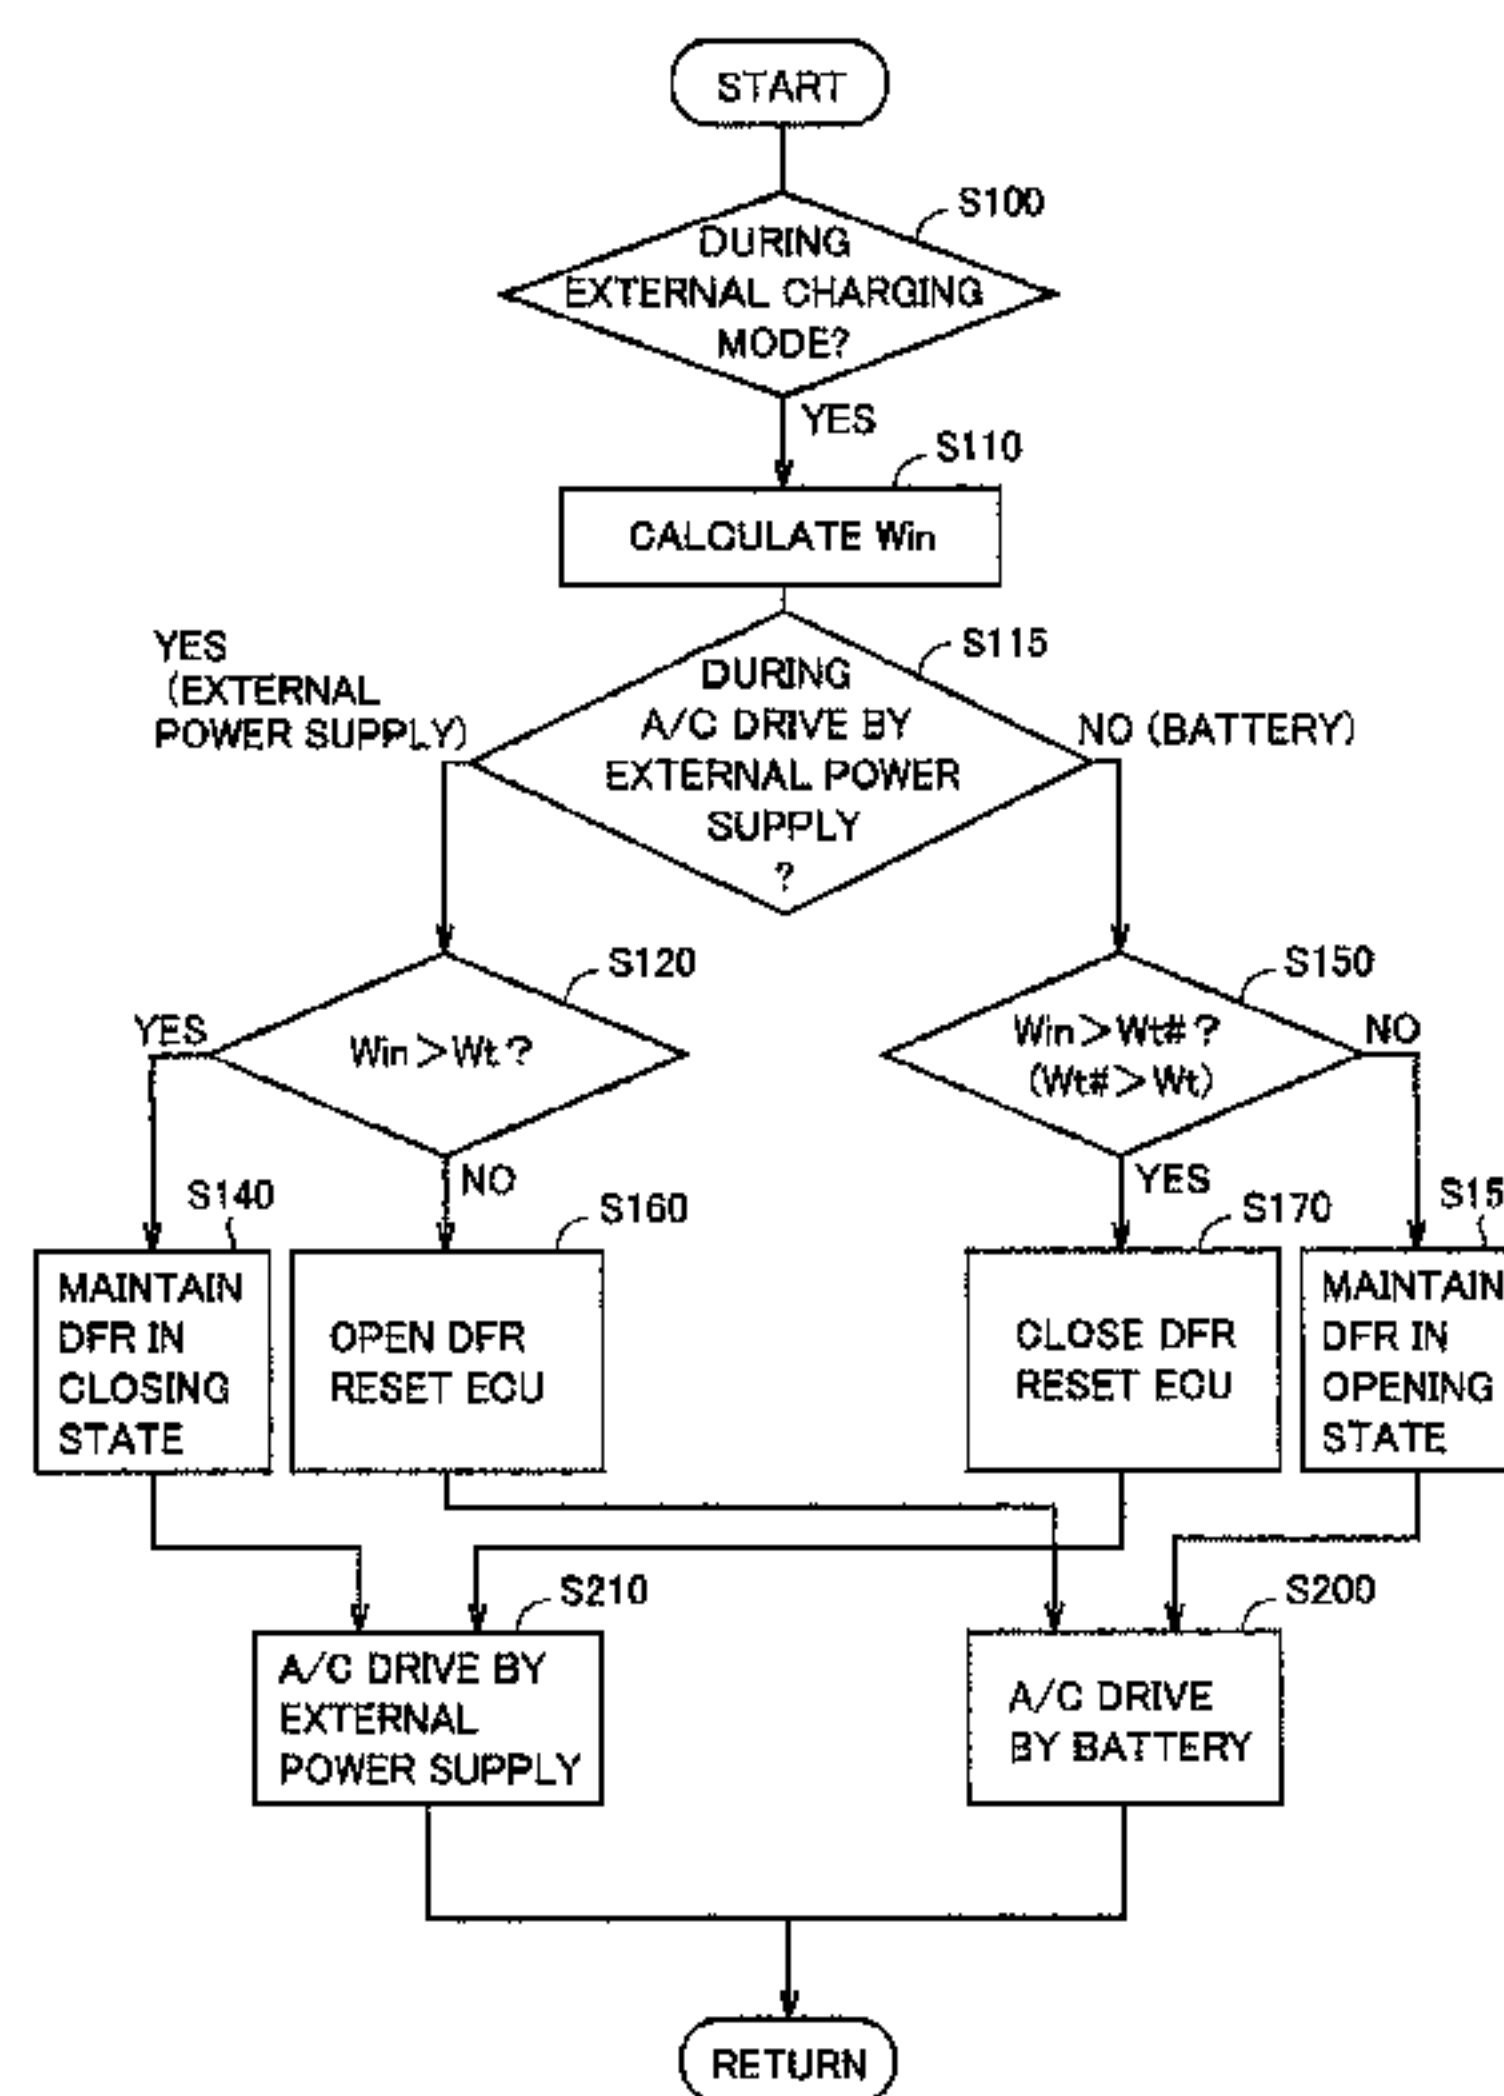 START
S100
DURING
EXTERNAL CHARGING
MODE?
YES
S110
CALCULATE Win
YES
(EXTERNAL
POWER SUPPLY)
S115
DURING
A/C DRIVE BY
EXTERNAL POWER
SUPPLY
?
NO (BATTERY)
S120
YES
Win>Wt?
NO
S150
Win>Wt#?
(Wt#>Wt)
NO
YES
S140
MAINTAIN
DFR IN
CLOSING
STATE
S160
OPEN DFR
RESET ECU
S170
CLOSE DFR
RESET ECU
MAINTAIN
DFR IN
OPENING
STATE
S210
A/C DRIVE BY
EXTERNAL
POWER SUPPLY
S200
A/C DRIVE
BY BATTERY
RETURN